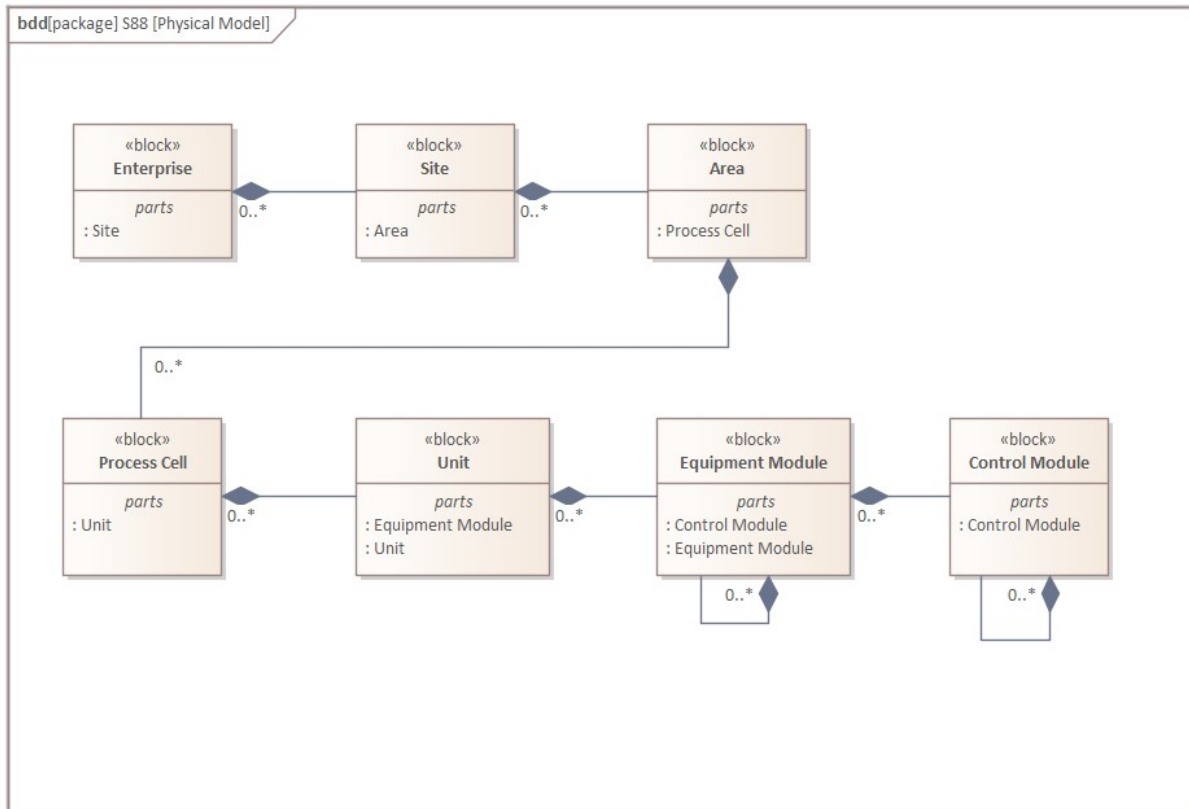 bdd[package] S88 [Physical Model]
«block»
Enterprise
parts
: Site
0..*
«block»
Site
parts
: Area
0..*
«block»
Area
parts
: Process Cell
0..*
«block»
Process Cell
parts
: Unit
0..*
«block»
Unit
parts
: Equipment Module
: Unit
0..*
«block»
Equipment Module
parts
: Control Module
: Equipment Module
0..*
0..*
«block»
Control Module
parts
: Control Module
0..*